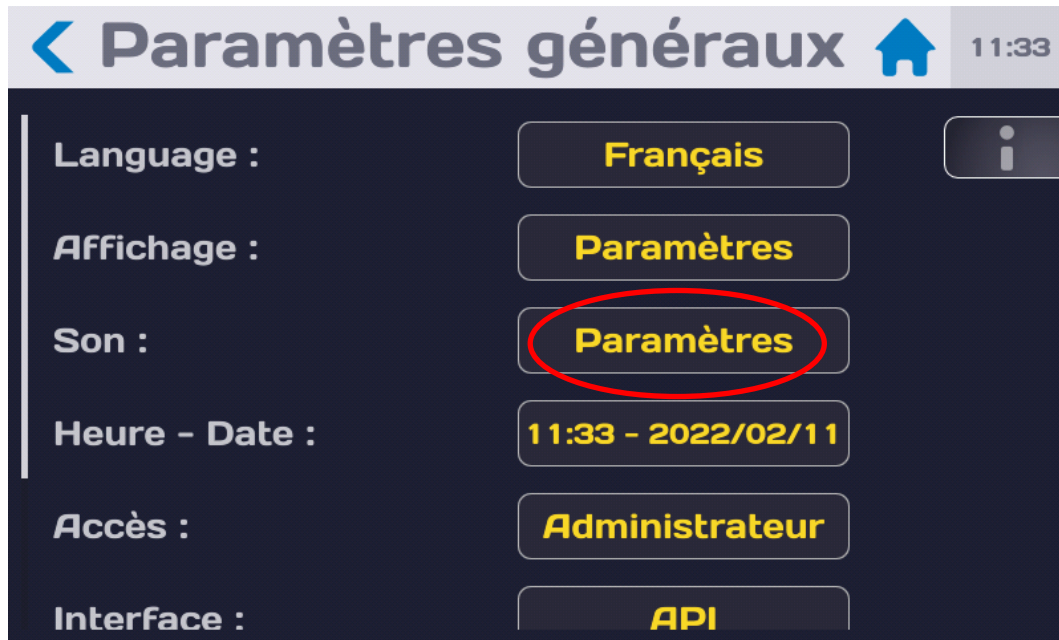 Paramètres généraux 11:33
Language : Français
Affichage : Paramètres
Son : Paramètres
Heure - Date : 11:33 - 2022/02/11
Accès : Administrateur
Interface : API